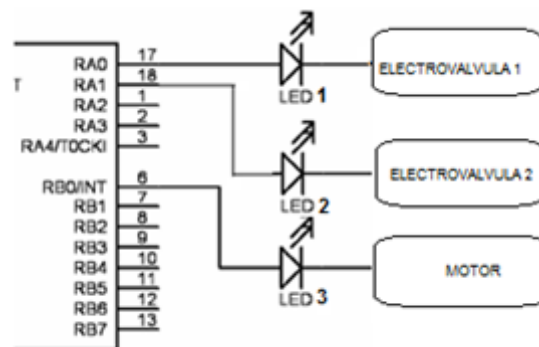 RA0 17 LED 1 ELECTROVALVULA 1
T RA1 18
RA2 1
RA3 2
RA4/T0CKI 3
LED 2 ELECTROVALVULA 2
RB0/INT 6
RB1 7
RB2 8
RB3 9
RB4 10
RB5 11
RB6 12
RB7 13
LED 3 MOTOR